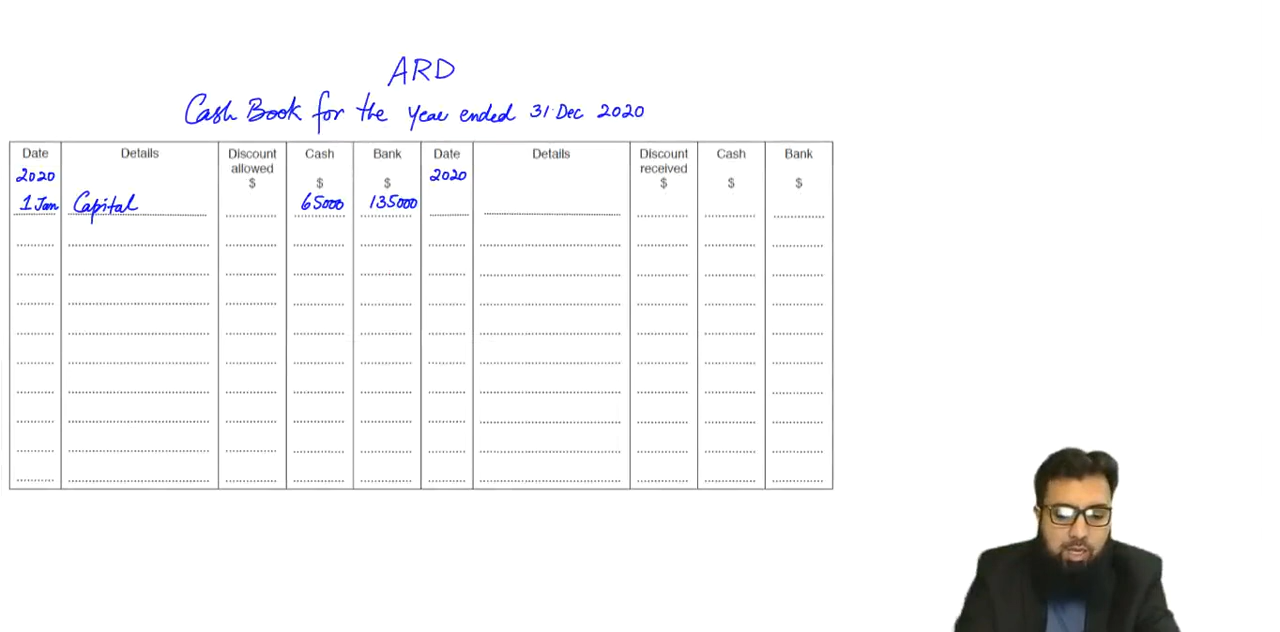 ARD
Cash Book for the Year ended 31 Dec 2020
Date Details Discount allowed $ Cash $ Bank $ Date Details Discount received $ Cash $ Bank $
2020 2020
1 Jan Capital 65000 135000